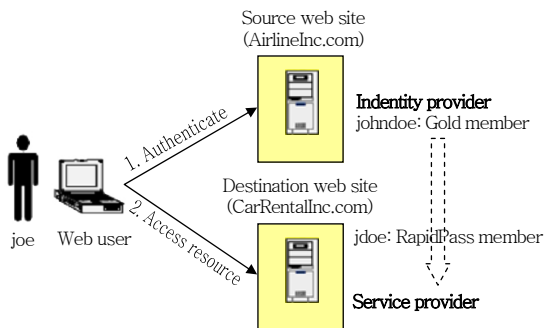 Source web site
(AirlineInc.com)
Indentity provider
johndoe: Gold member
1. Authenticate
Destination web site
(CarRentalInc.com)
2. Access resource
joe
Web user
jdoe: RapidPass member
Service provider